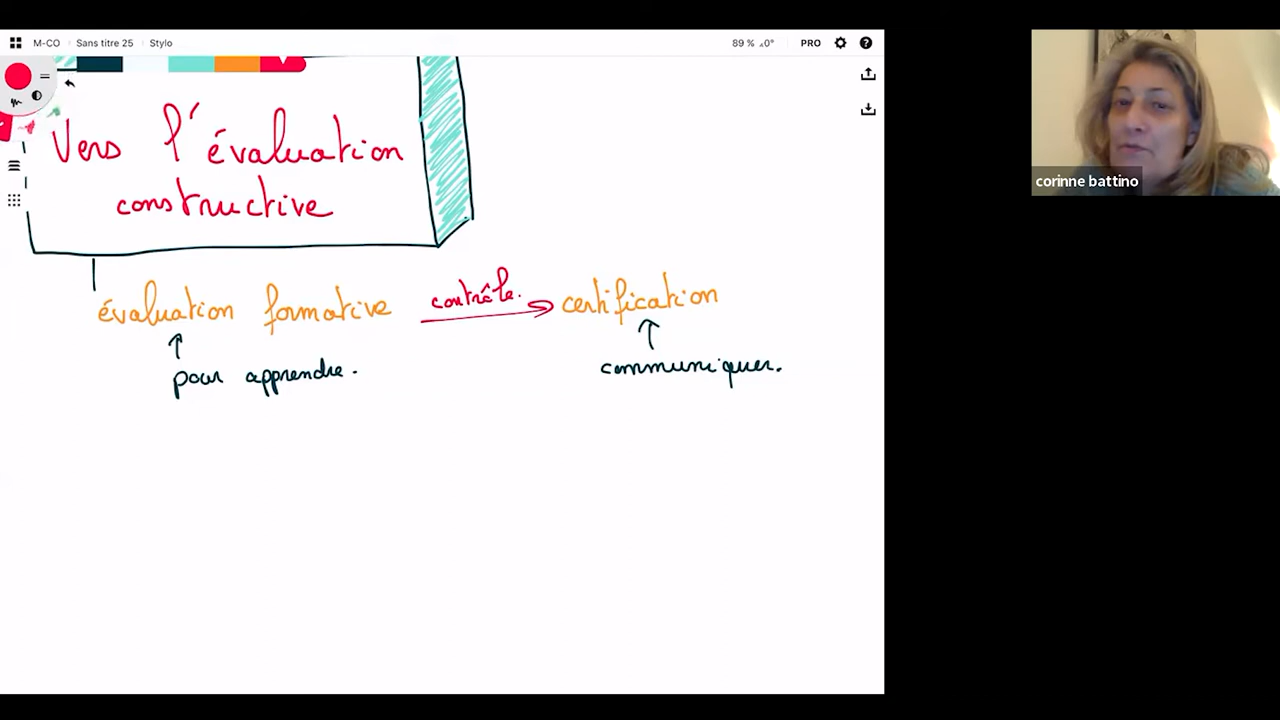 M-CO Sans titre 25 Stylo 89 % ⊿0° PRO
Vers l'évaluation
constructive
corinne battino
évaluation formative contrôle. certification
pour apprendre. communiquer.